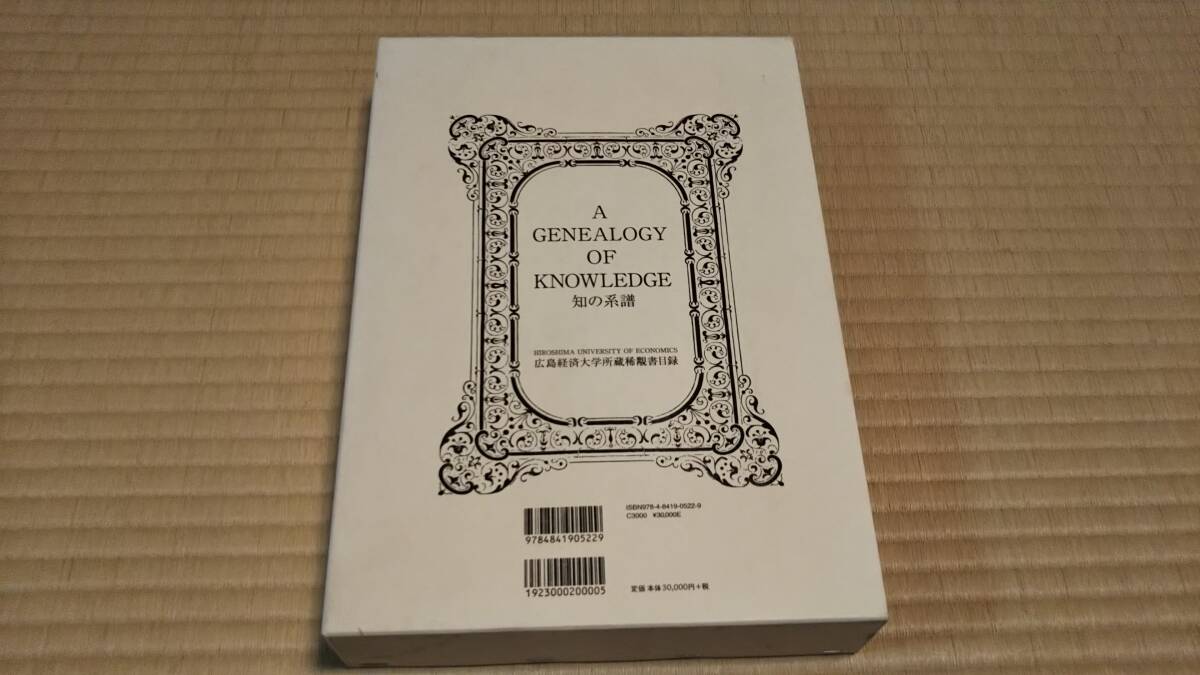 A
GENEALOGY
OF
KNOWLEDGE
知の系譜
HIROSHIMA UNIVERSITY OF ECONOMICS
広島経済大学所蔵稀覯書目録
ISBN978-4-8419-0522-9
C3000 ¥30,000E
9784841905229
1923000200005
定価 本体30,000円+税